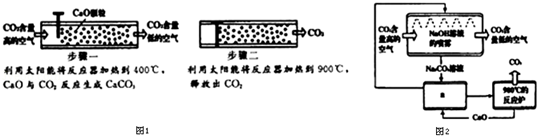 CaO颗粒
CO₂含量
高的空气
CO₂含量
低的空气
步骤一
利用太阳能将反应器加热到400℃,
CaO与CO₂反应生成CaCO₃
CO₂
步骤二
利用太阳能将反应器加热到900℃,
释放出CO₂
图1
CO₂含
量高的
空气
NaOH溶液
的喷雾
CO₂含量
低的空气
Na₂CO₃溶液
a
CO₂
900℃的
反应炉
CaO
图2